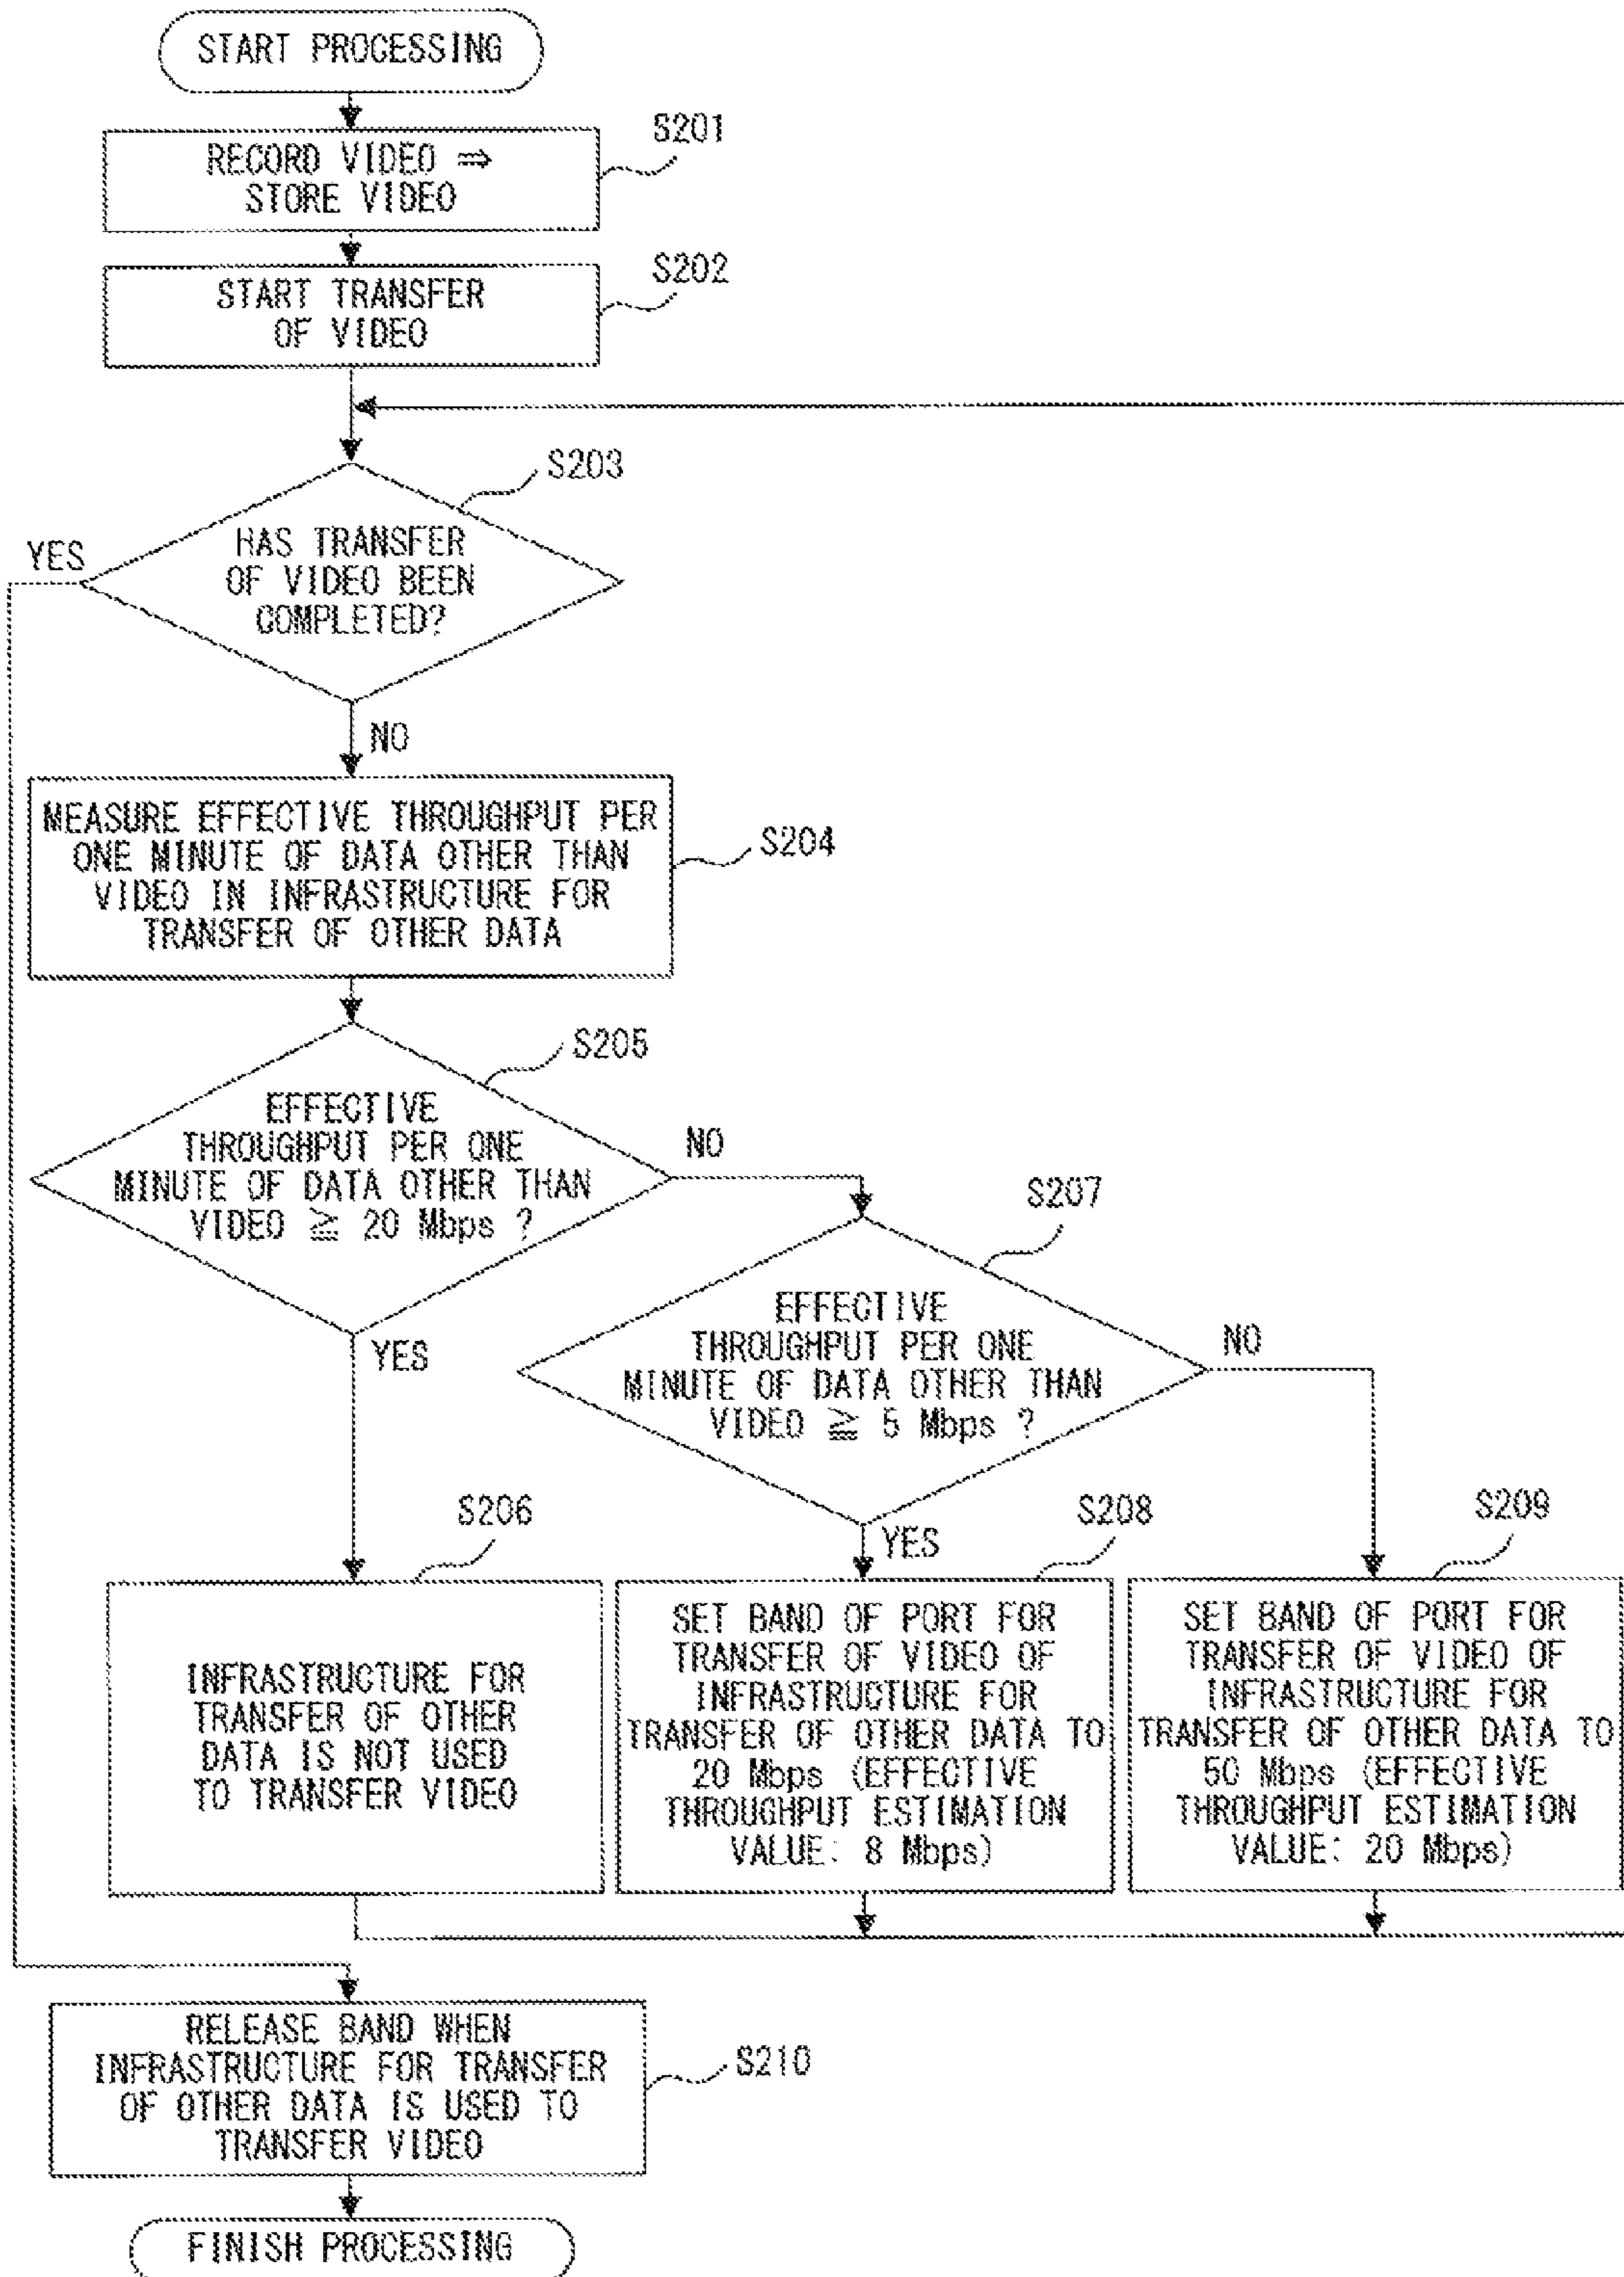 START PROCESSING
S201
RECORD VIDEO ⇒
STORE VIDEO
S202
START TRANSFER
OF VIDEO
S203
HAS TRANSFER
OF VIDEO BEEN
COMPLETED?
YES
NO
MEASURE EFFECTIVE THROUGHPUT PER
ONE MINUTE OF DATA OTHER THAN
VIDEO IN INFRASTRUCTURE FOR
TRANSFER OF OTHER DATA
S204
S205
EFFECTIVE
THROUGHPUT PER ONE
MINUTE OF DATA OTHER THAN
VIDEO ≧ 20 Mbps ?
NO
YES
S207
EFFECTIVE
THROUGHPUT PER ONE
MINUTE OF DATA OTHER THAN
VIDEO ≧ 5 Mbps ?
NO
YES
S206
INFRASTRUCTURE FOR
TRANSFER OF OTHER
DATA IS NOT USED
TO TRANSFER VIDEO
S208
SET BAND OF PORT FOR
TRANSFER OF VIDEO OF
INFRASTRUCTURE FOR
TRANSFER OF OTHER DATA TO
20 Mbps (EFFECTIVE
THROUGHPUT ESTIMATION
VALUE: 8 Mbps)
S209
SET BAND OF PORT FOR
TRANSFER OF VIDEO OF
INFRASTRUCTURE FOR
TRANSFER OF OTHER DATA TO
50 Mbps (EFFECTIVE
THROUGHPUT ESTIMATION
VALUE: 20 Mbps)
RELEASE BAND WHEN
INFRASTRUCTURE FOR TRANSFER
OF OTHER DATA IS USED TO
TRANSFER VIDEO
S210
FINISH PROCESSING